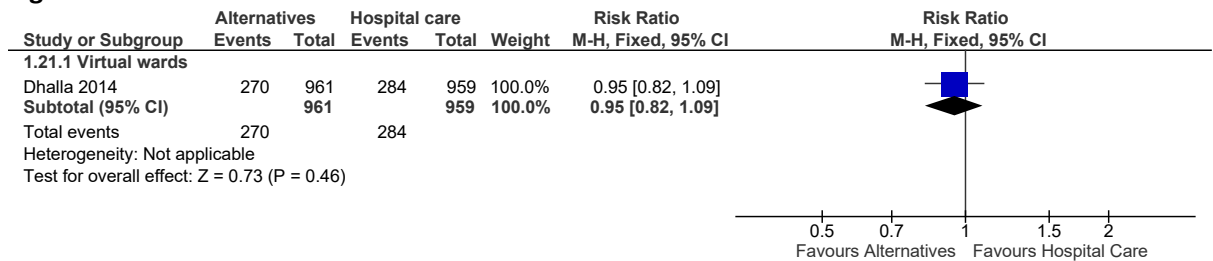 Alternatives Hospital care Risk Ratio Risk Ratio
Study or Subgroup Events Total Events Total Weight M-H, Fixed, 95% CI M-H, Fixed, 95% CI
1.21.1 Virtual wards
Dhalla 2014 270 961 284 959 100.0% 0.95 [0.82, 1.09]
Subtotal (95% CI) 961 959 100.0% 0.95 [0.82, 1.09]
Total events 270 284
Heterogeneity: Not applicable
Test for overall effect: Z = 0.73 (P = 0.46)
0.5 0.7 1 1.5 2
Favours Alternatives Favours Hospital Care